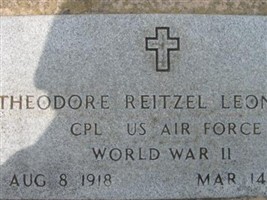 THEODORE REITZEL LEON
CPL US AIR FORCE
WORLD WAR II
AUG 8 1918 MAR 14